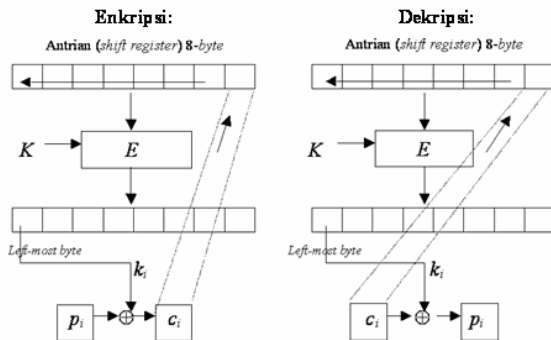 Enkripsi:
Antrian (shift register) 8-byte
K
E
Left-most byte
kᵢ
pᵢ
cᵢ
Dekripsi:
Antrian (shift register) 8-byte
K
E
Left-most byte
kᵢ
cᵢ
pᵢ